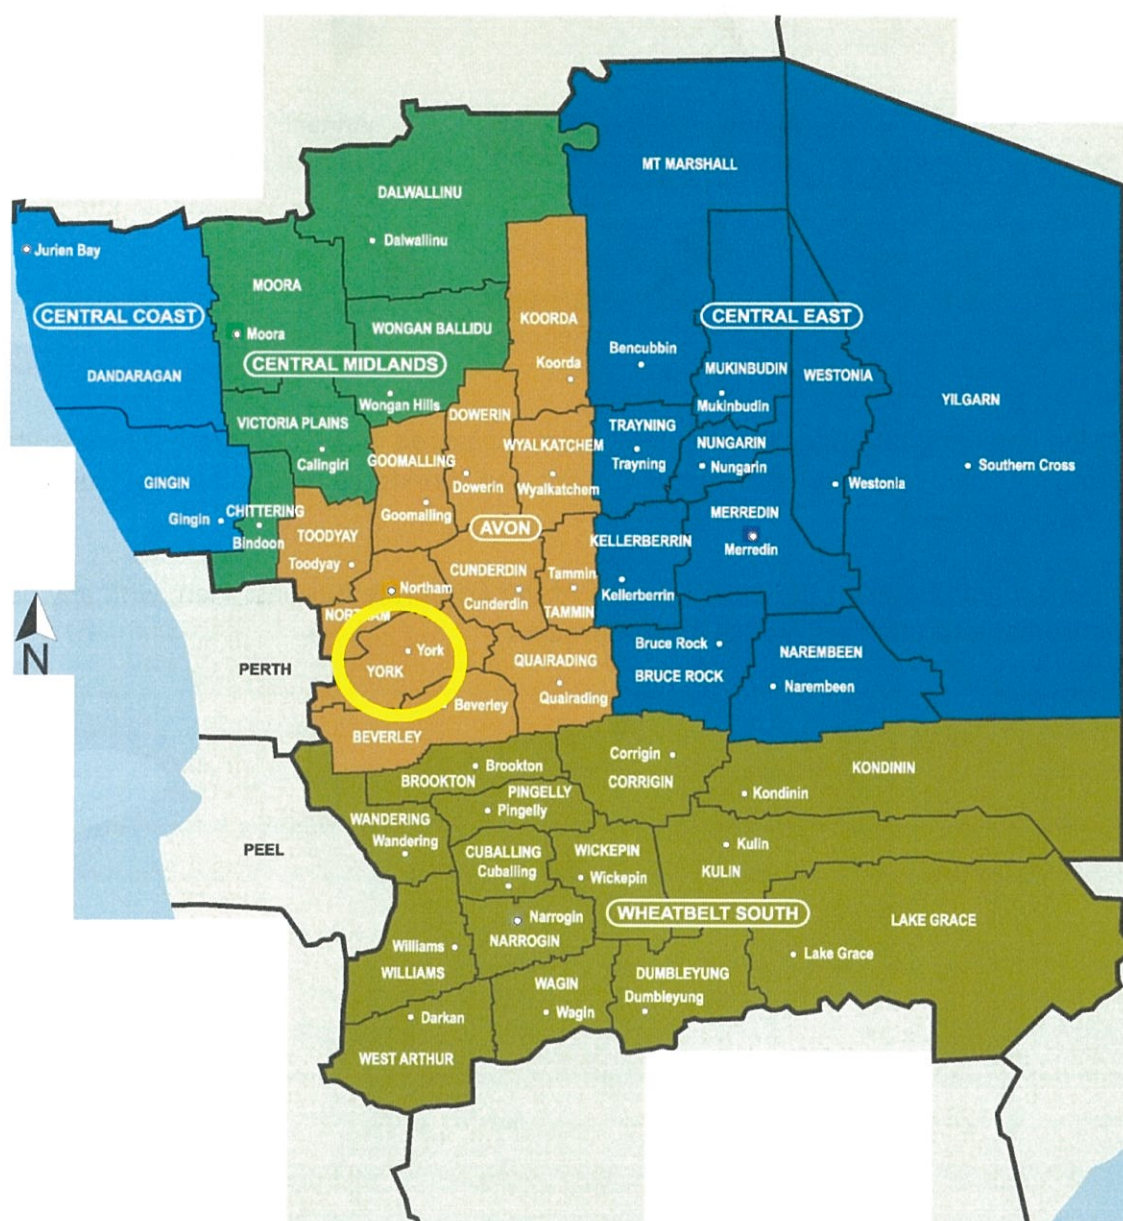 MT MARSHALL
DALWALLINU
Dalwallinu
Jurien Bay
MOORA
CENTRAL COAST
CENTRAL EAST
KOORDA
WONGAN BALLIDU
Moora
Bencubbin
CENTRAL MIDLANDS
Koorda
MUKINBUDIN
WESTONIA
DANDARAGAN
YILGARN
Wongan Hills
Mukinbudin
DOWERIN
VICTORIA PLAINS
TRAYNING
WYALKATCHEM
NUNGARIN
GOOMALLING
Calingiri
Trayning
Southern Cross
Nungarin
GINGIN
Dowerin
Wyalkatchem
Westonia
CHITTERING
Goomalling
MERREDIN
Gingin
AVON
TOODYAY
Bindoon
KELLERBERRIN
Merredin
Toodyay
CUNDERDIN
Tammin
Northam
Kellerberrin
Cunderdin
TAMMIN
NORTHAM
N
York
Bruce Rock
NAREMBEEN
QUAIRADING
PERTH
YORK
BRUCE ROCK
Narembeen
Quairading
Beverley
BEVERLEY
Corrigin
Brookton
KONDININ
BROOKTON
CORRIGIN
PINGELLY
Kondinin
Pingelly
WANDERING
Wandering
Kulin
PEEL
CUBALLING
WICKEPIN
Cuballing
KULIN
Wickepin
WHEATBELT SOUTH
Narrogin
LAKE GRACE
NARROGIN
Williams
Lake Grace
WILLIAMS
DUMBLEYUNG
WAGIN
Dumbleyung
Wagin
Darkan
WEST ARTHUR